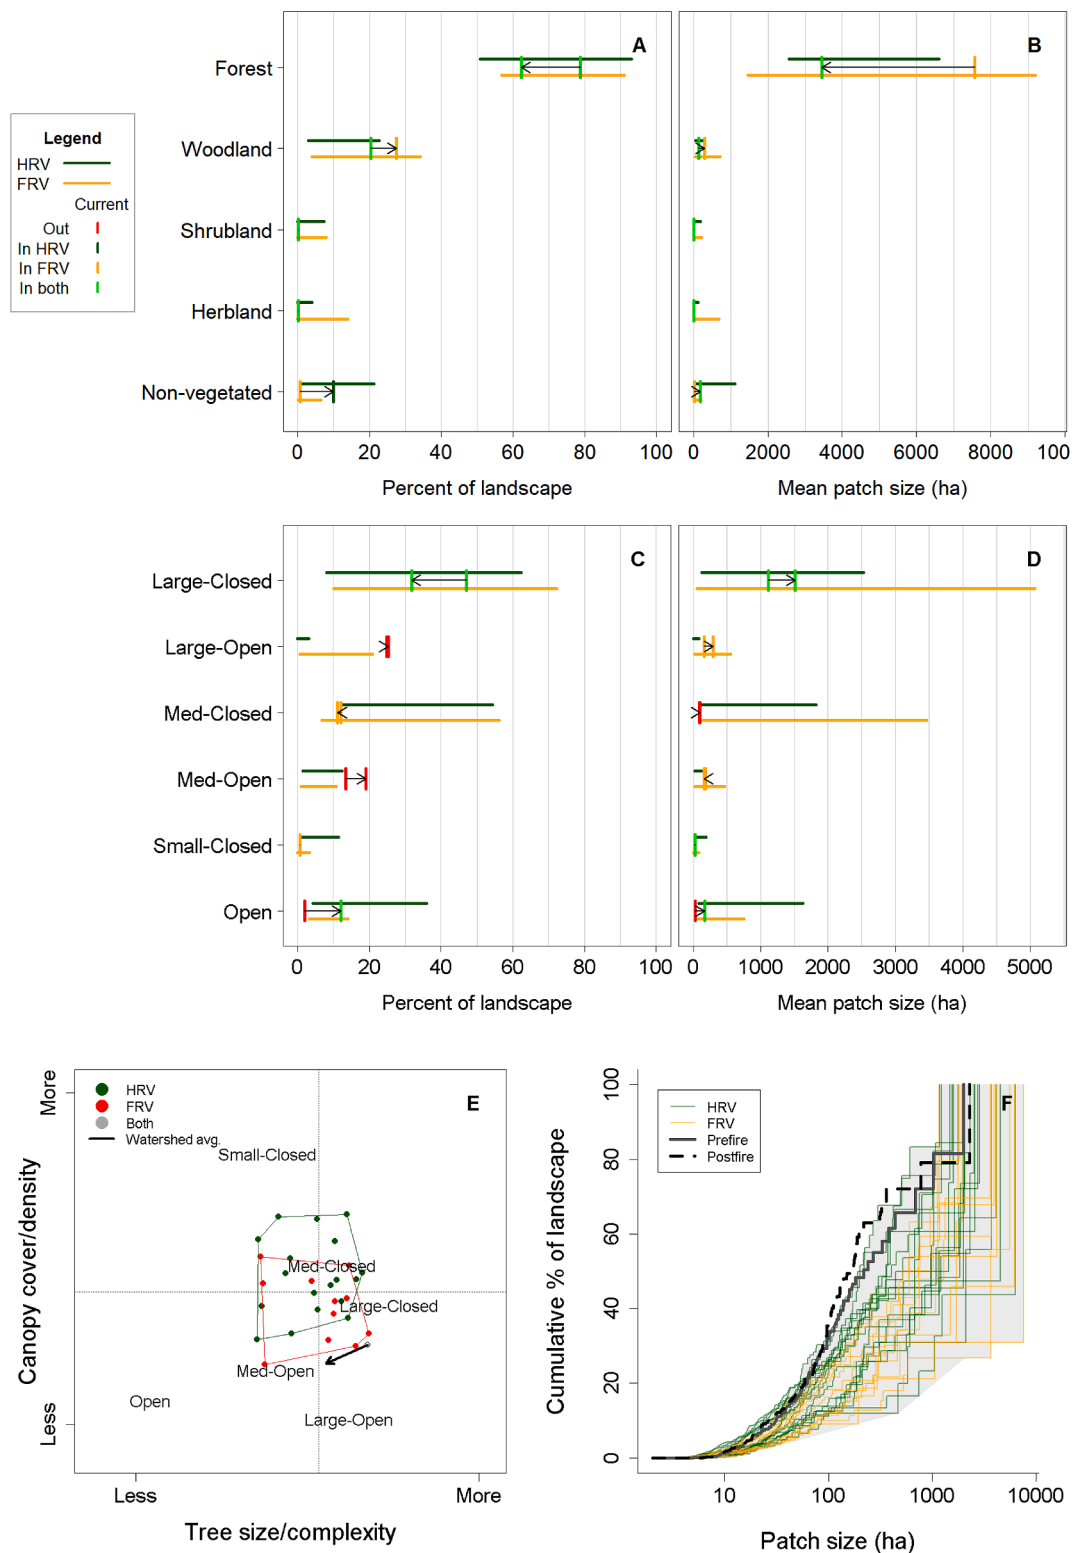 A
B
Forest
Woodland
Shrubland
Herbland
Non-vegetated
Legend
HRV
FRV
Current
Out
In HRV
In FRV
In both
0 20 40 60 80 100
0 2000 4000 6000 8000 100
Percent of landscape
Mean patch size (ha)
C
D
Large-Closed
Large-Open
Med-Closed
Med-Open
Small-Closed
Open
0 20 40 60 80 100
0 1000 2000 3000 4000 5000
Percent of landscape
Mean patch size (ha)
E
HRV
FRV
Both
Watershed avg.
Small-Closed
Med-Closed
Large-Closed
Med-Open
Open
Large-Open
More
Less
Canopy cover/density
Less
More
Tree size/complexity
F
HRV
FRV
Prefire
Postfire
100
80
60
40
20
0
Cumulative % of landscape
10 100 1000 10000
Patch size (ha)